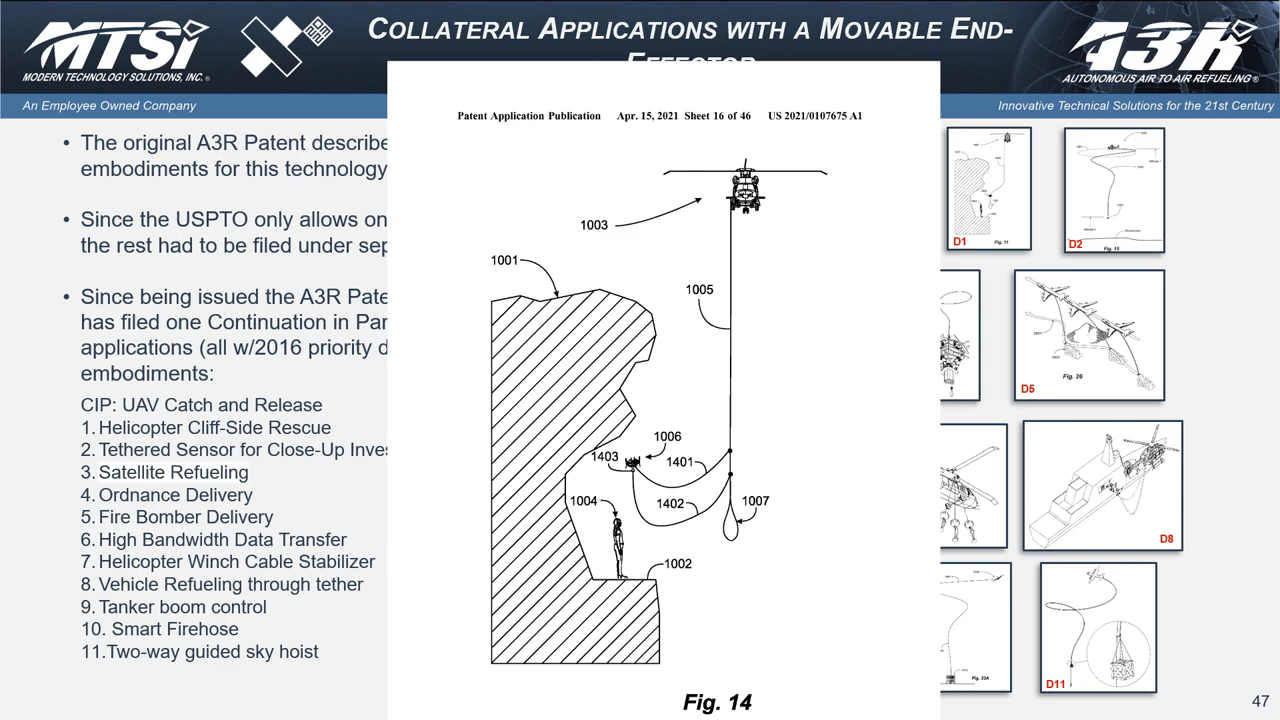 MTSI
MODERN TECHNOLOGY SOLUTIONS, INC.®
COLLATERAL APPLICATIONS WITH A MOVABLE END-
A3R
AUTONOMOUS AIR TO AIR REFUELING®
An Employee Owned Company
Innovative Technical Solutions for the 21st Century
• The original A3R Patent describe
embodiments for this technology
• Since the USPTO only allows on
the rest had to be filed under sep
• Since being issued the A3R Pate
has filed one Continuation in Par
applications (all w/2016 priority d
embodiments:
CIP: UAV Catch and Release
1. Helicopter Cliff-Side Rescue
2. Tethered Sensor for Close-Up Inves
3. Satellite Refueling
4. Ordnance Delivery
5. Fire Bomber Delivery
6. High Bandwidth Data Transfer
7. Helicopter Winch Cable Stabilizer
8. Vehicle Refueling through tether
9. Tanker boom control
10. Smart Firehose
11.Two-way guided sky hoist
Patent Application Publication Apr. 15, 2021 Sheet 16 of 46 US 2021/0107675 A1
1003
1001
1005
1006
1403
1401
1004
1402
1007
1002
Fig. 14
D1
Fig. 11
D2
Fig. 15
D5
Fig. 26
D8
Fig. 33A
D11
47